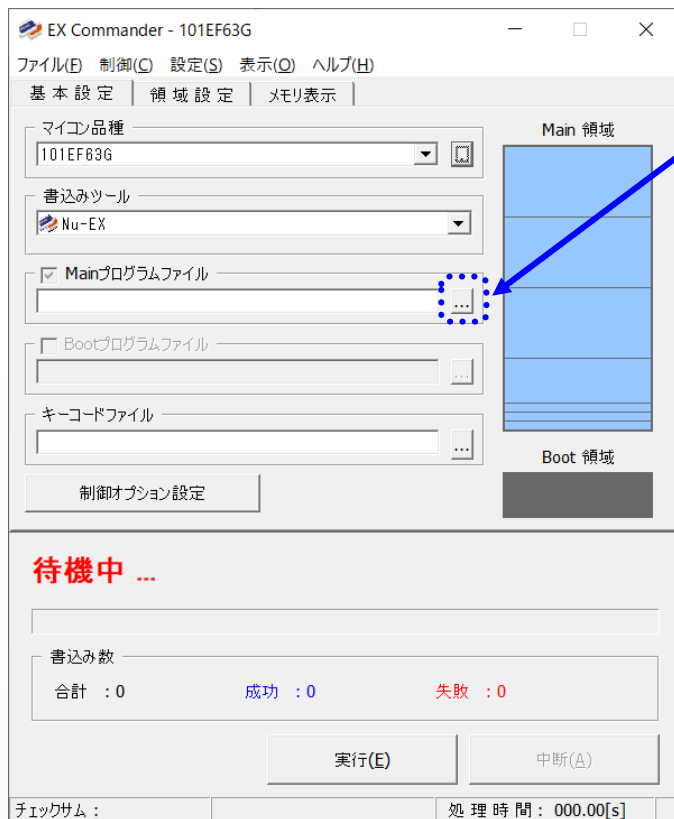 EX Commander - 101EF63G
ファイル(F) 制御(C) 設定(S) 表示(O) ヘルプ(H)
基本設定 領域設定 メモリ表示
マイコン品種
101EF63G
Main 領域
書込みツール
Nu-EX
Mainプログラムファイル
...
Bootプログラムファイル
...
キーコードファイル
...
Boot 領域
制御オプション設定
待機中 ...
書込み数
合計 :0 成功 :0 失敗 :0
実行(E) 中断(A)
チェックサム: 処理時間: 000.00[s]